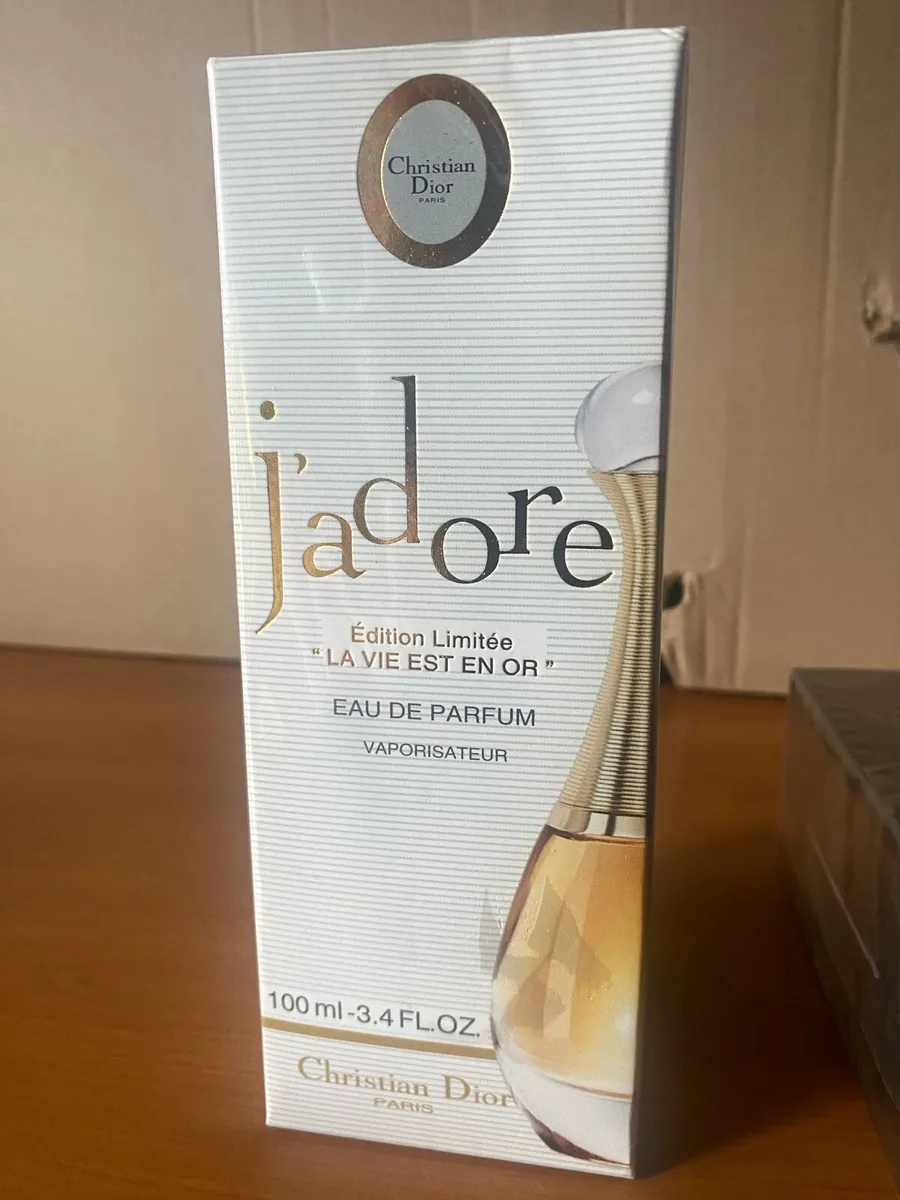 Christian
Dior
PARIS
j'adore
Édition Limitée
“ LA VIE EST EN OR ”
EAU DE PARFUM
VAPORISATEUR
100 ml - 3.4 FL.OZ.
Christian Dior
PARIS